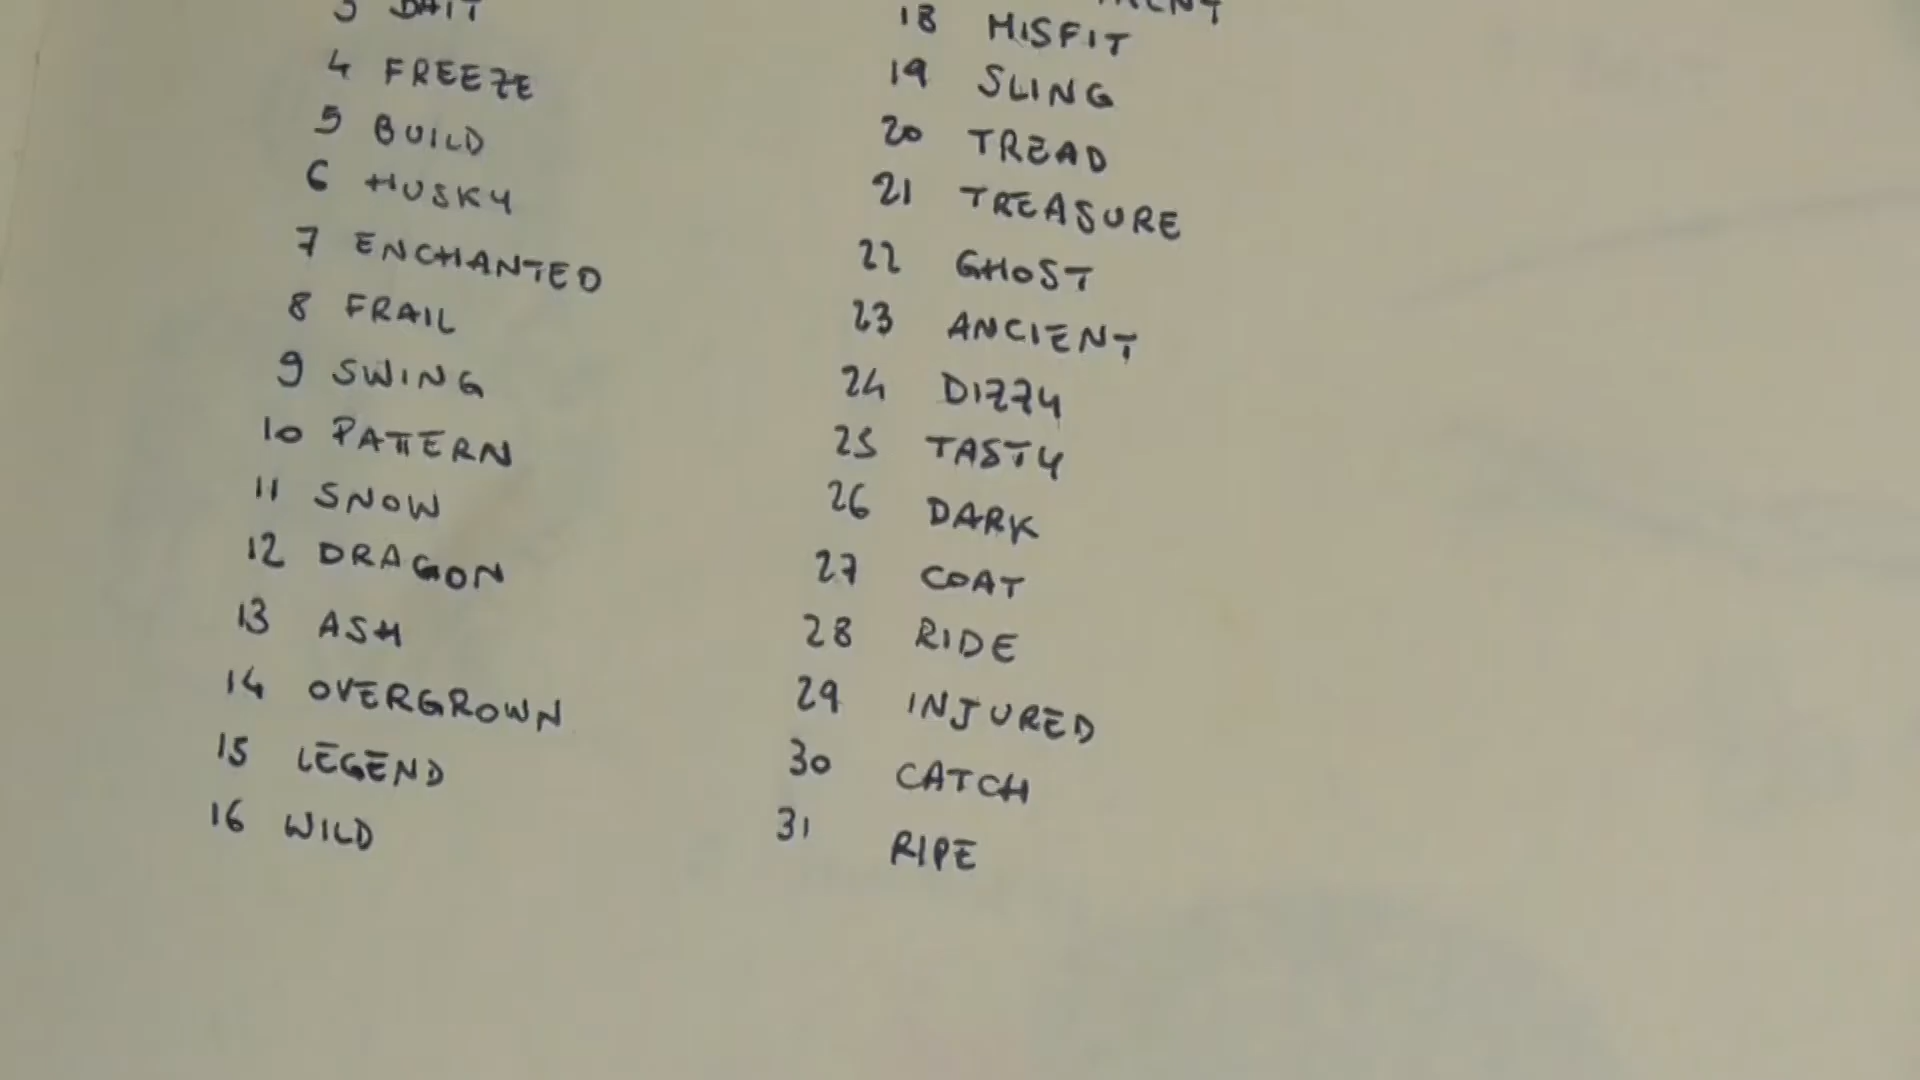 3 BAIT
4 FREEZE
5 BUILD
6 HUSKY
7 ENCHANTED
8 FRAIL
9 SWING
10 PATTERN
11 SNOW
12 DRAGON
13 ASH
14 OVERGROWN
15 LEGEND
16 WILD
18 MISFIT
19 SLING
20 TREAD
21 TREASURE
22 GHOST
23 ANCIENT
24 DIZZY
25 TASTY
26 DARK
27 COAT
28 RIDE
29 INJURED
30 CATCH
31 RIPE